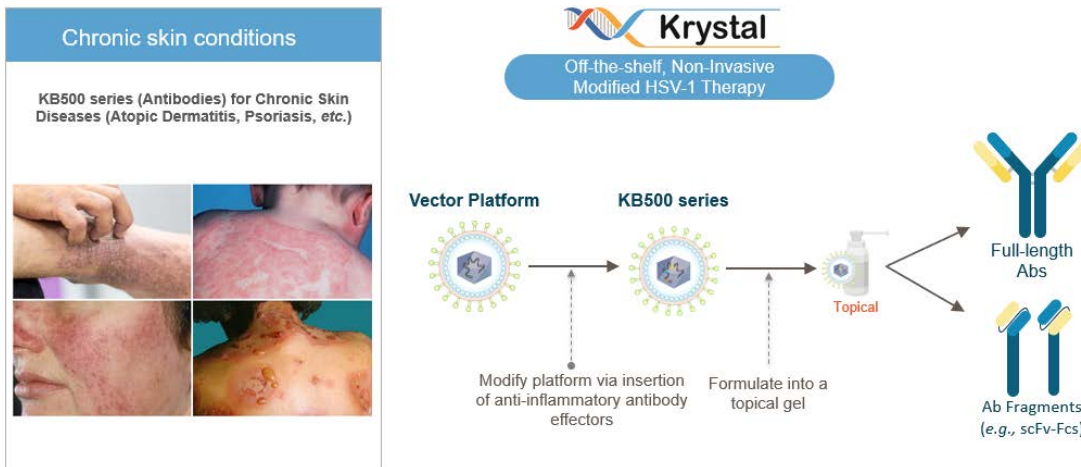 Chronic skin conditions
KB500 series (Antibodies) for Chronic Skin
Diseases (Atopic Dermatitis, Psoriasis, etc.)
Krystal
Off-the-shelf, Non-Invasive
Modified HSV-1 Therapy
Vector Platform
KB500 series
Topical
Modify platform via insertion
of anti-inflammatory antibody
effectors
Formulate into a
topical gel
Full-length
Abs
Ab Fragments
(e.g., scFv-Fcs)